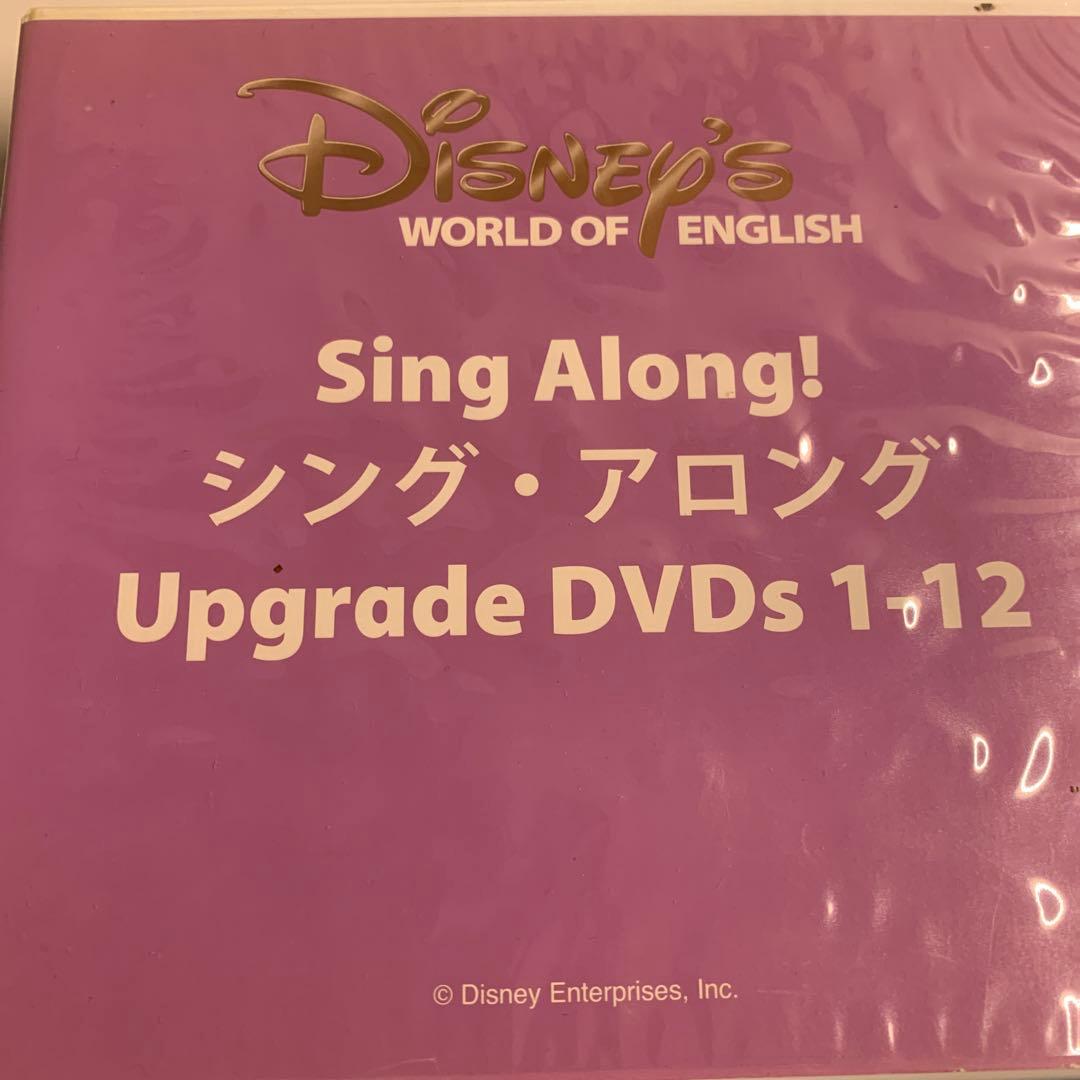 Disney's
WORLD OF ENGLISH
Sing Along!
シング・アロング
Upgrade DVDs 1-12
© Disney Enterprises, Inc.